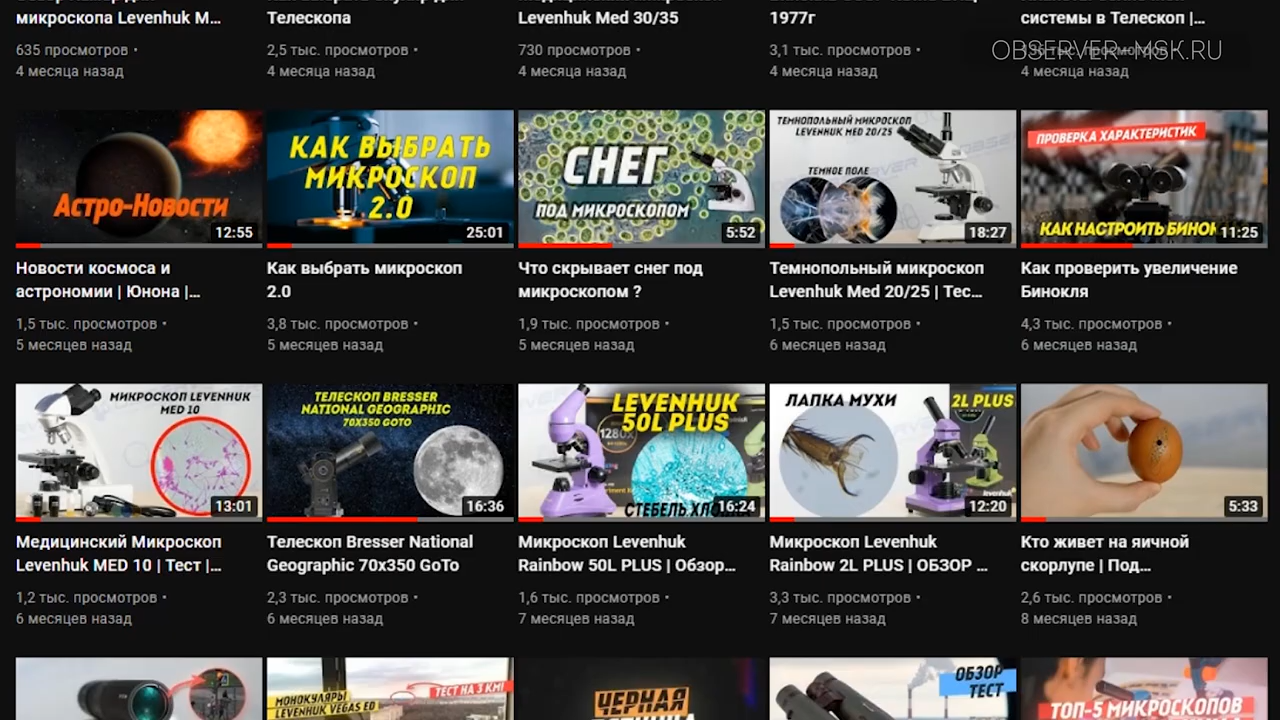 микроскопа Levenhuk M...
Телескопа
Levenhuk Med 30/35
1977г
системы в Телескоп |...
635 просмотров •
2,5 тыс. просмотров •
730 просмотров •
3,1 тыс. просмотров •
OBSERVER-MSK.RU
4 месяца назад
4 месяца назад
4 месяца назад
4 месяца назад
4 месяца назад
Астро-Новости
12:55
КАК ВЫБРАТЬ
МИКРОСКОП
2.0
25:01
СНЕГ
ПОД МИКРОСКОПОМ
5:52
ТЕМНОПОЛЬНЫЙ МИКРОСКОП
LEVENHUK MED 20/25
ТЕМНОЕ ПОЛЕ
18:27
ПРОВЕРКА ХАРАКТЕРИСТИК
КАК НАСТРОИТЬ БИНОК
11:25
Новости космоса и
астрономии | Юнона |...
Как выбрать микроскоп
2.0
Что скрывает снег под
микроскопом ?
Темнопольный микроскоп
Levenhuk Med 20/25 | Тес...
Как проверить увеличение
Бинокля
1,5 тыс. просмотров •
3,8 тыс. просмотров •
1,9 тыс. просмотров •
1,5 тыс. просмотров •
4,3 тыс. просмотров •
5 месяцев назад
5 месяцев назад
5 месяцев назад
6 месяцев назад
6 месяцев назад
МИКРОСКОП LEVENHUK
MED 10
13:01
ТЕЛЕСКОП BRESSER
NATIONAL GEOGRAPHIC
70X350 GOTO
16:36
LEVENHUK
50L PLUS
1280x
СТЕБЕЛЬ ХЛОПКА
16:24
ЛАПКА МУХИ
2L PLUS
levenhuk
12:20
5:33
Медицинский Микроскоп
Levenhuk MED 10 | Тест |...
Телескоп Bresser National
Geographic 70x350 GoTo
Микроскоп Levenhuk
Rainbow 50L PLUS | Обзор...
Микроскоп Levenhuk
Rainbow 2L PLUS | ОБЗОР ...
Кто живет на яичной
скорлупе | Под...
1,2 тыс. просмотров •
2,3 тыс. просмотров •
1,6 тыс. просмотров •
3,3 тыс. просмотров •
2,6 тыс. просмотров •
6 месяцев назад
6 месяцев назад
7 месяцев назад
7 месяцев назад
8 месяцев назад
МОНОКУЛЯРЫ
LEVENHUK VEGAS ED
ТЕСТ НА 3 КМ!
ЧЕРНАЯ
ОБЗОР
ТЕСТ
ТОП-5 МИКРОСКОПОВ